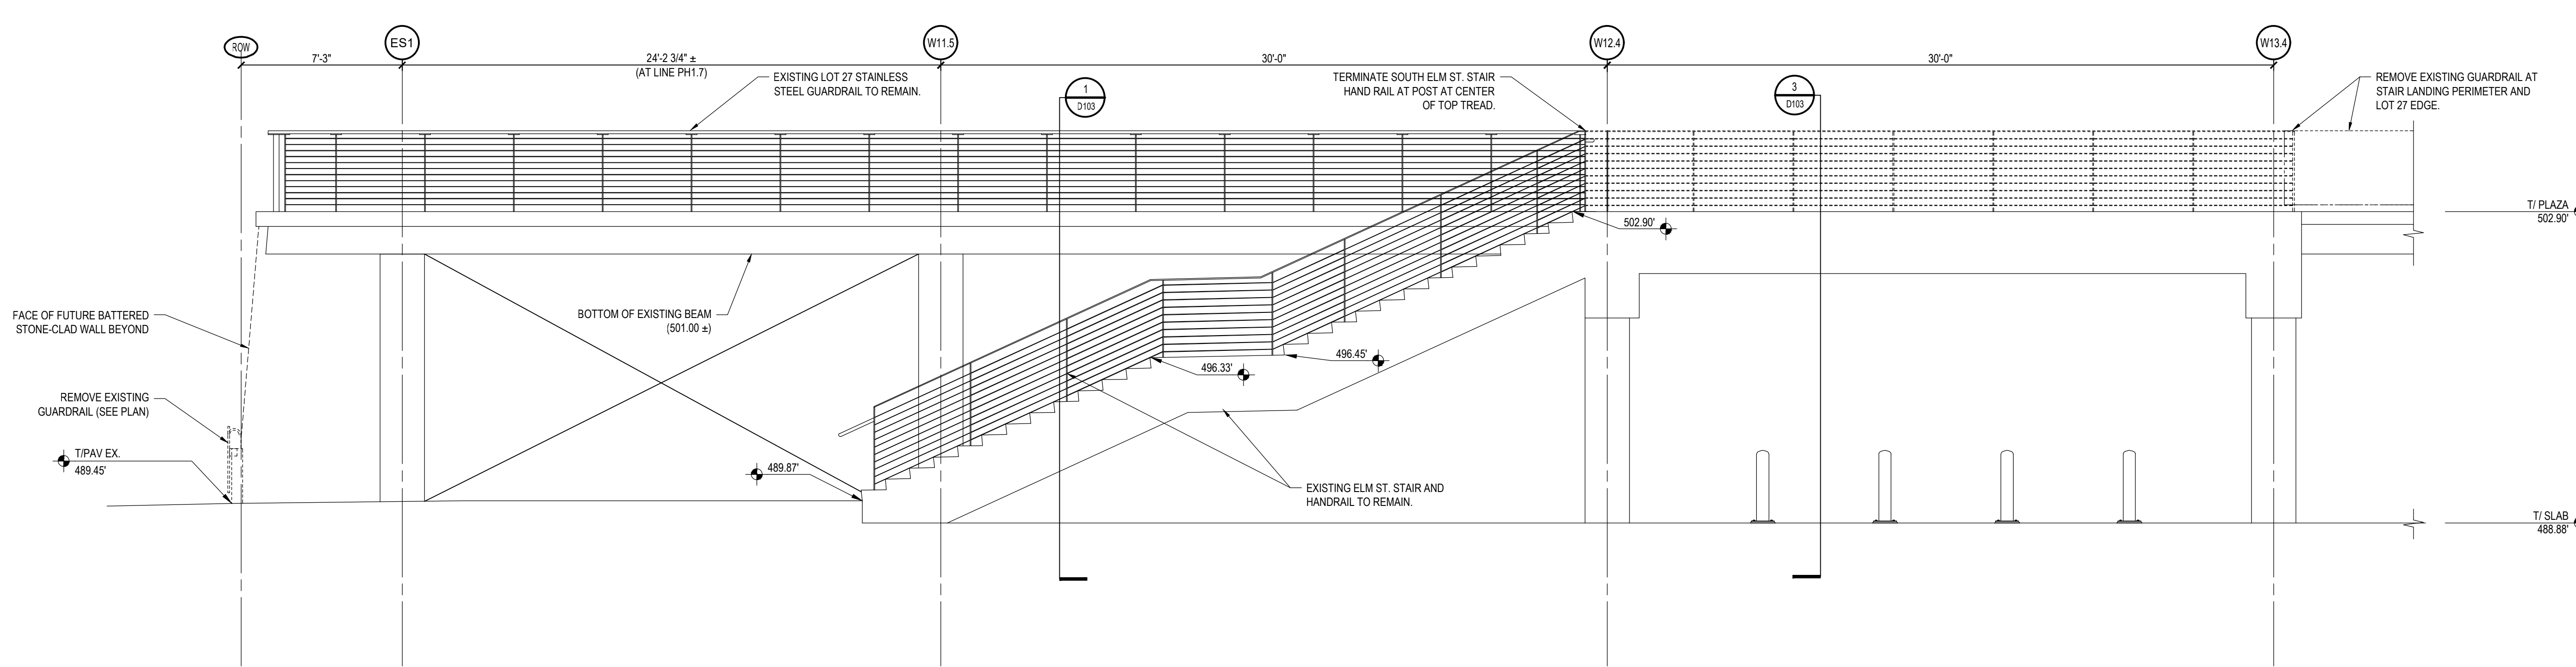 ROW
ES1
W11.5
W12.4
W13.4
7'-3"
24'-2 3/4" ±
(AT LINE PH1.7)
30'-0"
30'-0"
EXISTING LOT 27 STAINLESS
STEEL GUARDRAIL TO REMAIN.
1
D103
TERMINATE SOUTH ELM ST. STAIR
HAND RAIL AT POST AT CENTER
OF TOP TREAD.
3
D103
REMOVE EXISTING GUARDRAIL AT
STAIR LANDING PERIMETER AND
LOT 27 EDGE.
T/ PLAZA
502.90'
502.90'
FACE OF FUTURE BATTERED
STONE-CLAD WALL BEYOND
BOTTOM OF EXISTING BEAM
(501.00 ±)
496.45'
496.33'
REMOVE EXISTING
GUARDRAIL (SEE PLAN)
T/PAV EX.
489.45'
489.87'
EXISTING ELM ST. STAIR AND
HANDRAIL TO REMAIN.
T/ SLAB
488.88'